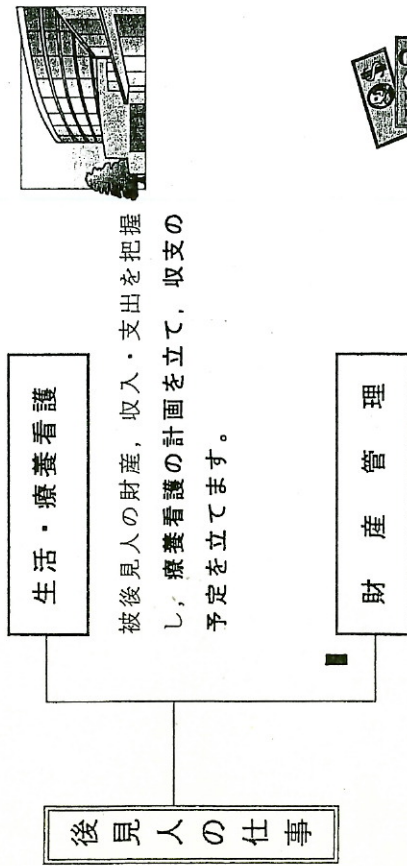 後見人の仕事
生活・療養看護
被後見人の財産，収入・支出を把握
し，療養看護の計画を立て，収支の
予定を立てます。
財産管理